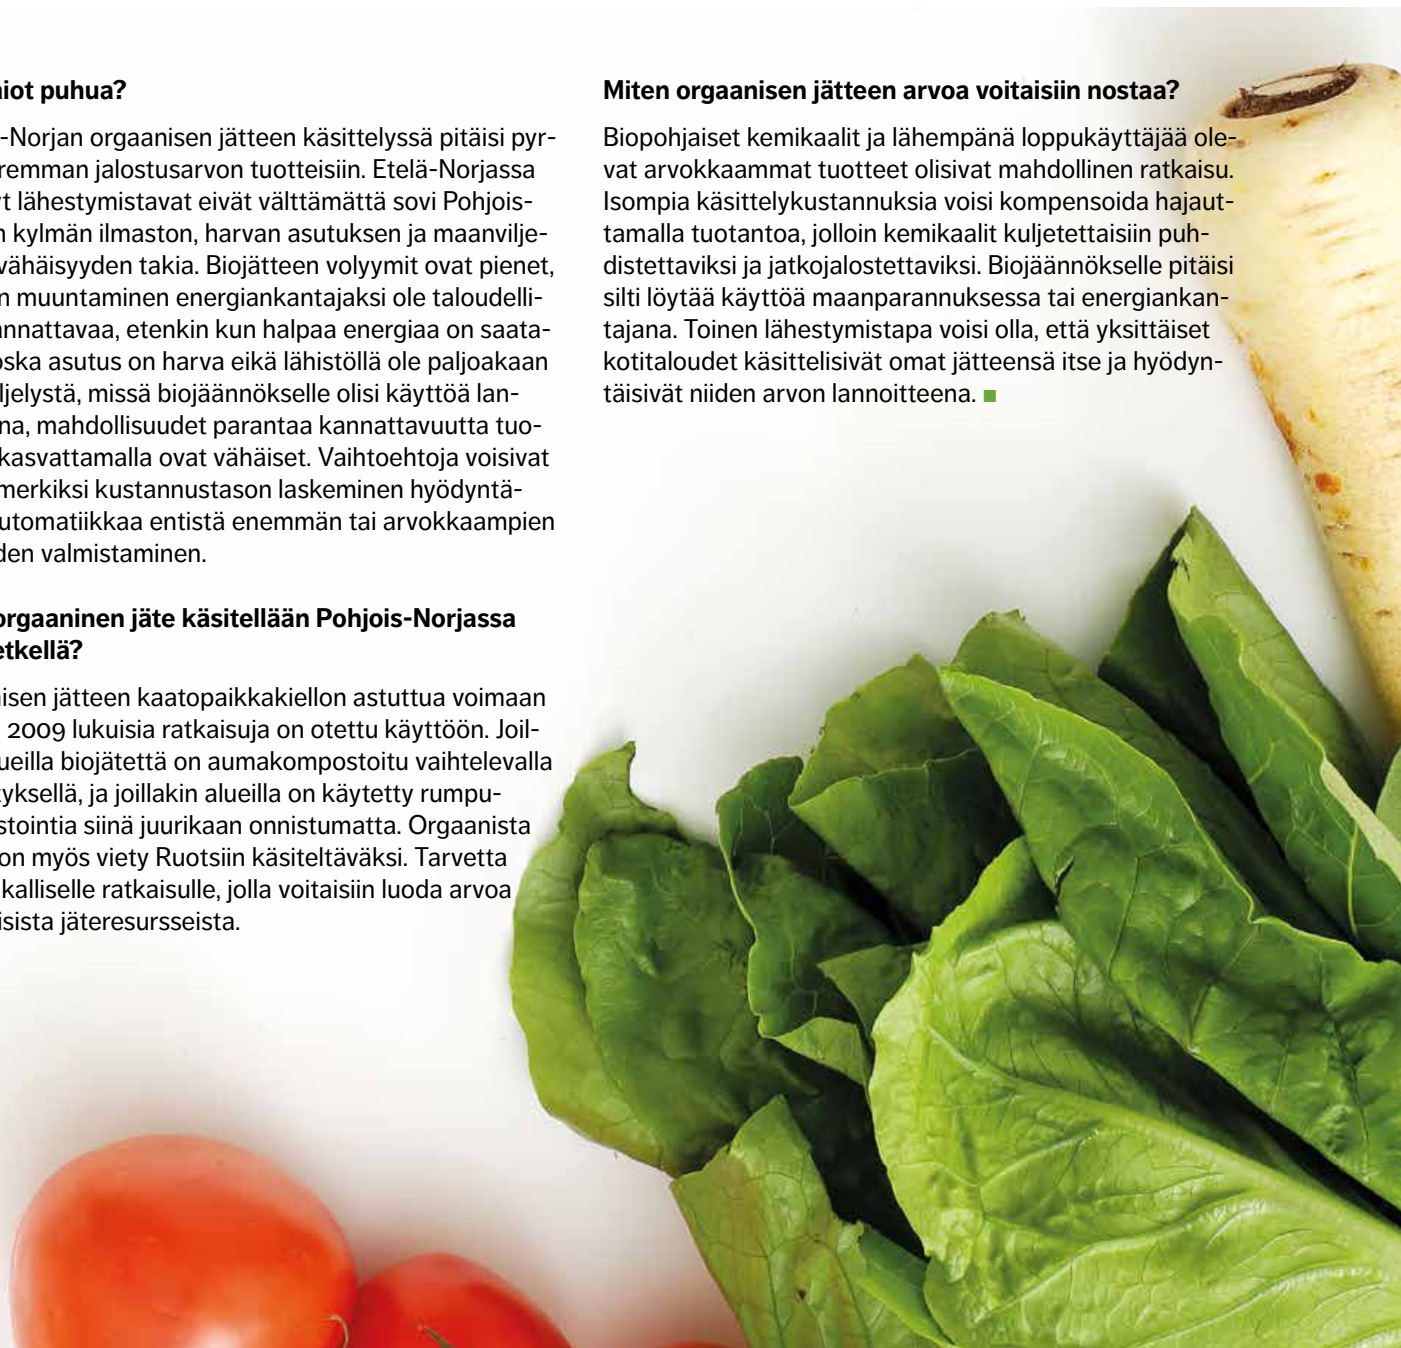 aiot puhua?
-Norjan orgaanisen jätteen käsittelyssä pitäisi pyr-
remman jalostusarvon tuotteisiin. Etelä-Norjassa
yt lähestymistavat eivät välttämättä sovi Pohjois-
n kylmän ilmaston, harvan asutuksen ja maanvilje-
vähäisyyden takia. Biojätteen volyymit ovat pienet,
n muuntaminen energiankantajaksi ole taloudelli-
annattavaa, etenkin kun halpaa energiaa on saata-
oska asutus on harva eikä lähistöllä ole paljoakaan
iljelystä, missä biojäännökselle olisi käyttöä lan-
na, mahdollisuudet parantaa kannattavuutta tuo-
kasvattamalla ovat vähäiset. Vaihtoehtoja voisivat
merkiksi kustannustason laskeminen hyödyntä-
utomatiikkaa entistä enemmän tai arvokkaampien
den valmistaminen.
orgaaninen jäte käsitellään Pohjois-Norjassa
etkellä?
isen jätteen kaatopaikkakiellon astuttua voimaan
2009 lukuisia ratkaisuja on otettu käyttöön. Joil-
ueilla biojätettä on aumakompostoitu vaihtelevalla
tyksellä, ja joillakin alueilla on käytetty rumpu-
stointia siinä juurikaan onnistumatta. Orgaanista
on myös viety Ruotsiin käsiteltäväksi. Tarvetta
kalliselle ratkaisulle, jolla voitaisiin luoda arvoa
isista jäteresursseista.
Miten orgaanisen jätteen arvoa voitaisiin nostaa?
Biopohjaiset kemikaalit ja lähempänä loppukäyttäjää ole-
vat arvokkaammat tuotteet olisivat mahdollinen ratkaisu.
Isompia käsittelykustannuksia voisi kompensoida hajaut-
tamalla tuotantoa, jolloin kemikaalit kuljetettaisiin puh-
distettaviksi ja jatkojalostettaviksi. Biojäännökselle pitäisi
silti löytää käyttöä maanparannuksessa tai energiankan-
tajana. Toinen lähestymistapa voisi olla, että yksittäiset
kotitaloudet käsittelisivät omat jätteensä itse ja hyödyn-
täisivät niiden arvon lannoitteena.